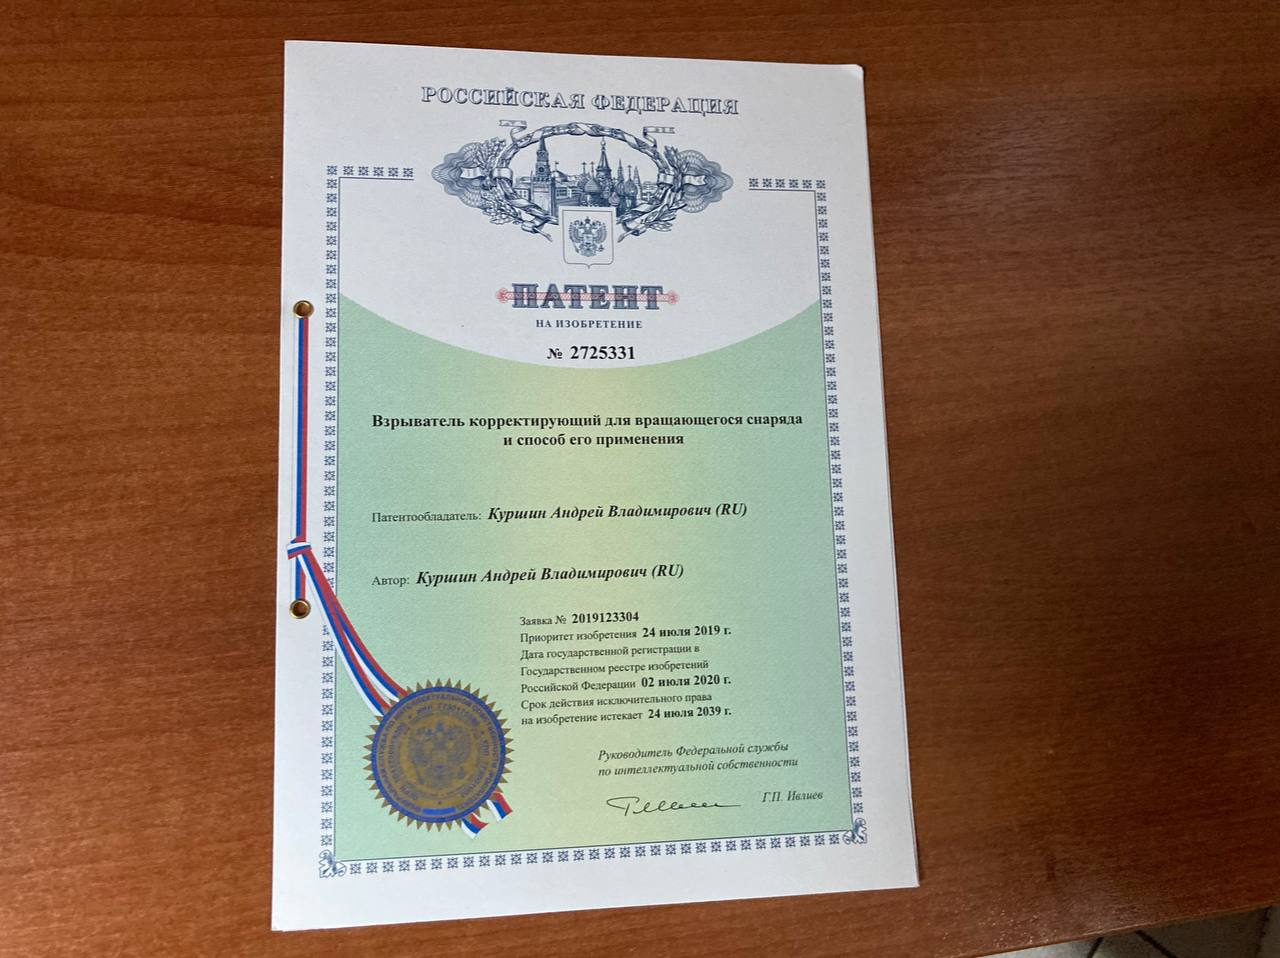 РОССИЙСКАЯ ФЕДЕРАЦИЯ
ПАТЕНТ
НА ИЗОБРЕТЕНИЕ
№ 2725331
Взрыватель корректирующий для вращающегося снаряда
и способ его применения
Патентообладатель: Куршин Андрей Владимирович (RU)
Автор: Куршин Андрей Владимирович (RU)
Заявка № 2019123304
Приоритет изобретения 24 июля 2019 г.
Дата государственной регистрации в
Государственном реестре изобретений
Российской Федерации 02 июля 2020 г.
Срок действия исключительного права
на изобретение истекает 24 июля 2039 г.
Руководитель Федеральной службы
по интеллектуальной собственности
Г.П. Ивлиев